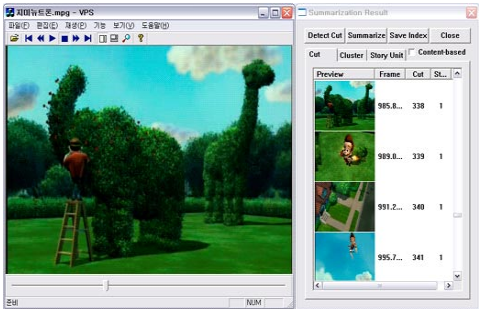 지미뉴트론.mpg - VPS
파일(F) 편집(E) 재생(P) 기능 보기(V) 도움말(H)
준비
NUM
Summarization Result
Detect Cut Summarize Save Index Close
Cut Cluster Story Unit Content-based
Preview Frame Cut St...
985.8... 338 1
989.0... 339 1
991.2... 340 1
995.7... 341 1